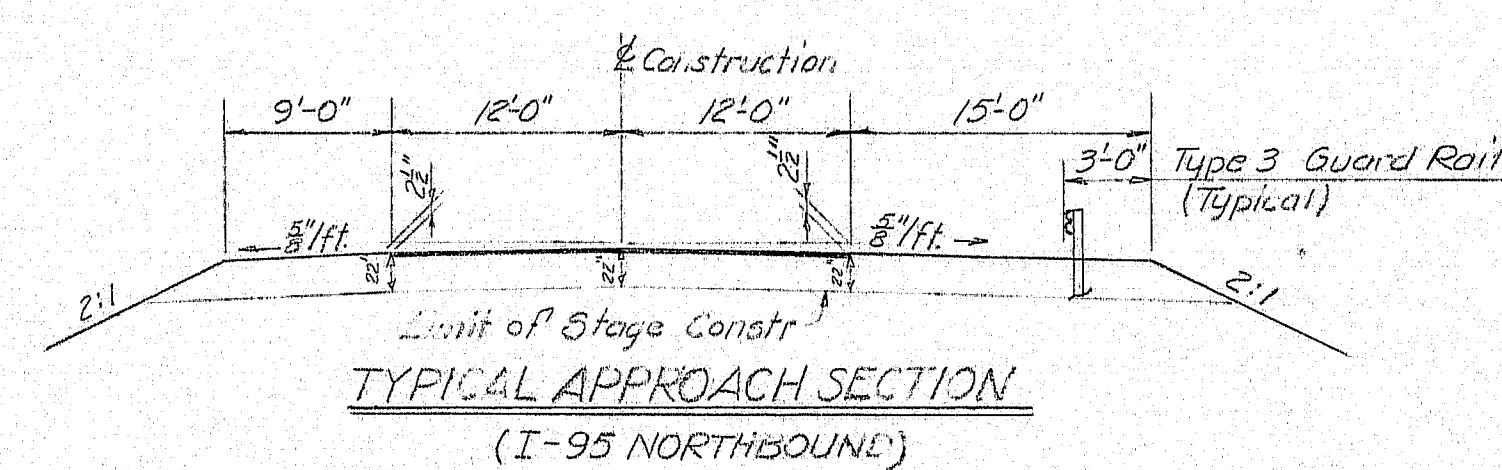 ℄ Construction
9'-0" 12'-0" 12'-0" 15'-0"
3'-0" Type 3 Guard Rail
(Typical)
2½" 2½"
⅝"/ft. ⅝"/ft.
22" 22" 22"
2:1 2:1
Limit of Stage Constr
TYPICAL APPROACH SECTION
(I-95 NORTHBOUND)